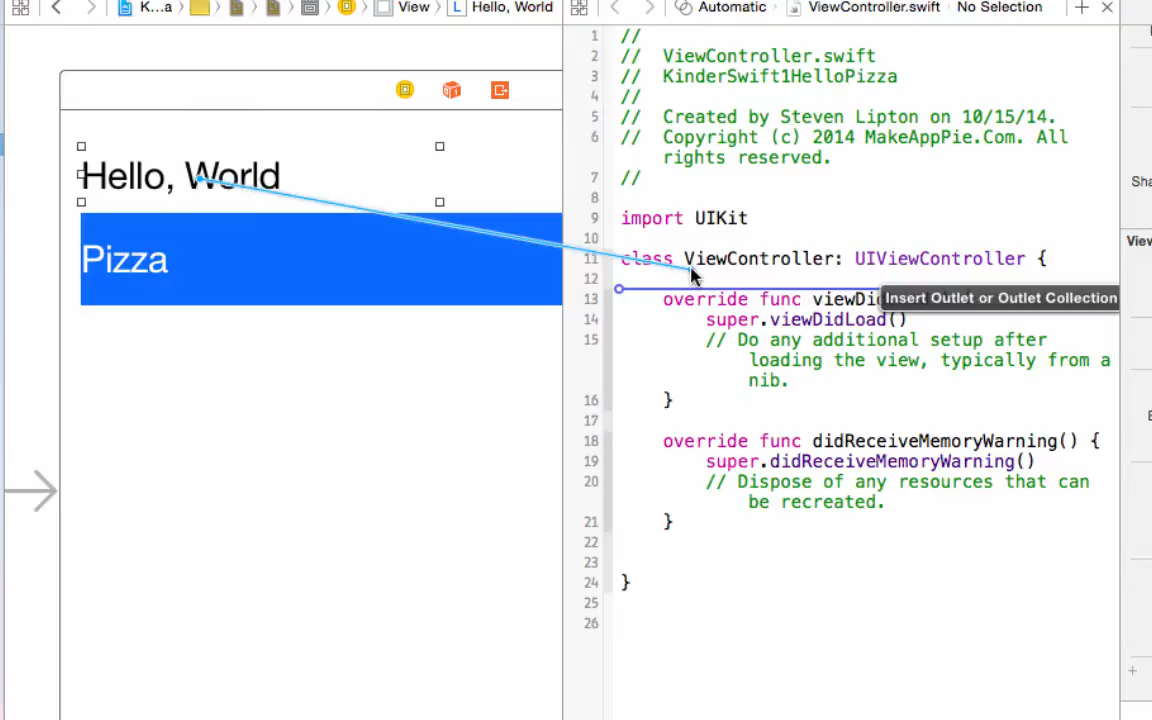 K...a View L Hello, World
Automatic ViewController.swift No Selection
Hello, World
Pizza
1 //
2 // ViewController.swift
3 // KinderSwift1HelloPizza
4 //
5 // Created by Steven Lipton on 10/15/14.
6 // Copyright (c) 2014 MakeAppPie.Com. All
rights reserved.
7 //
8
9 import UIKit
10
11 class ViewController: UIViewController {
12
Insert Outlet or Outlet Collection
13 override func viewDi
14 super.viewDidLoad()
15 // Do any additional setup after
loading the view, typically from a
nib.
16 }
17
18 override func didReceiveMemoryWarning() {
19 super.didReceiveMemoryWarning()
20 // Dispose of any resources that can
be recreated.
21 }
22
23
24 }
25
26
Sha
View